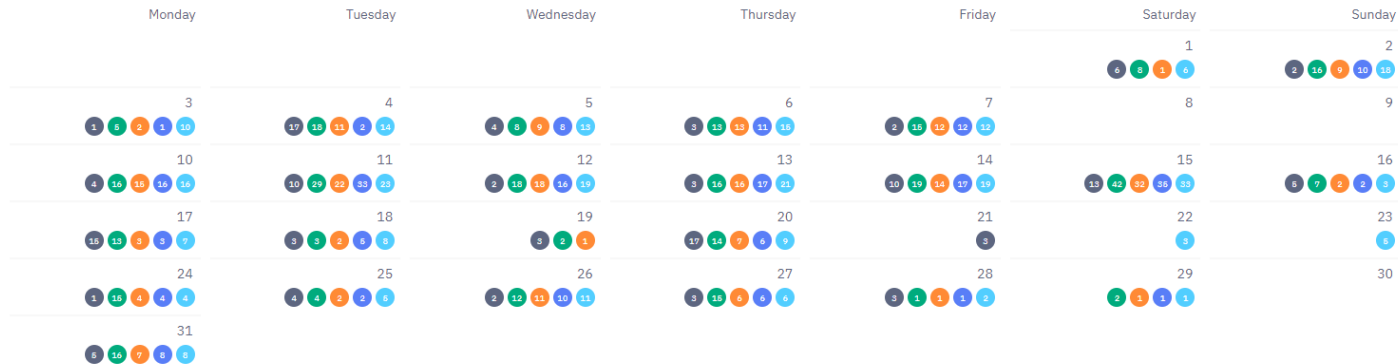 Monday Tuesday Wednesday Thursday Friday Saturday Sunday
1 2
6 8 1 6 2 16 9 10 18
3 4 5 6 7 8 9
1 5 2 1 10 17 18 11 2 14 4 8 9 8 13 3 13 13 11 15 2 15 12 12 12
10 11 12 13 14 15 16
4 16 15 16 16 10 29 22 33 23 2 18 18 16 19 3 16 16 17 21 10 19 14 17 19 13 42 32 35 33 5 7 2 2 3
17 18 19 20 21 22 23
15 13 3 3 7 3 3 2 5 8 3 2 1 17 14 7 6 9 3 3 5
24 25 26 27 28 29 30
1 15 4 4 4 4 4 2 2 5 2 12 11 10 11 3 15 6 6 6 3 1 1 1 2 2 1 1 1
31
5 16 7 8 8